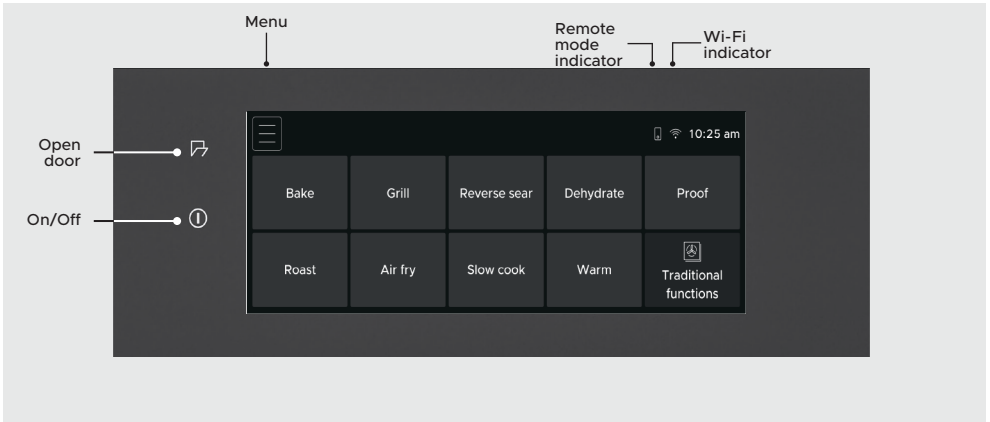 Menu
Remote
mode
indicator
Wi-Fi
indicator
Open
door
On/Off
10:25 am
Bake
Grill
Reverse sear
Dehydrate
Proof
Roast
Air fry
Slow cook
Warm
Traditional
functions